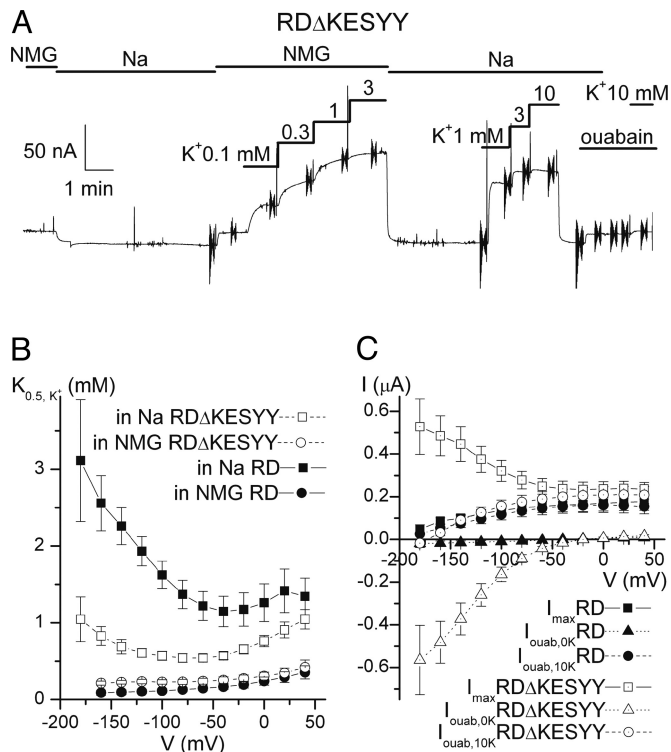 A
RDΔKESYY
NMG
Na
NMG
Na
50 nA
1 min
K+0.1 mM
0.3
1
3
K+1 mM
3
10
K+10 mM
ouabain
B
K0.5, K+ (mM)
in Na RDΔKESYY
in NMG RDΔKESYY
in Na RD
in NMG RD
3
2
1
0
-200 -150 -100 -50 0 50
V (mV)
C
I (μA)
0.6
0.4
0.2
0.0
-0.2
-0.4
-0.6
-200 -150 -100 -50 0 50
V (mV)
Imax RD
Iouab,0K RD
Iouab,10K RD
Imax RDΔKESYY
Iouab,0K RDΔKESYY
Iouab,10K RDΔKESYY